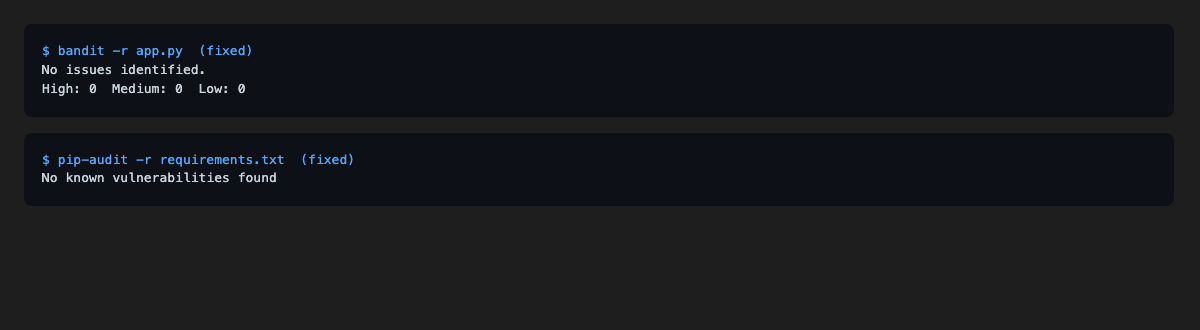 $ bandit -r app.py  (fixed)
No issues identified.
High: 0  Medium: 0  Low: 0
$ pip-audit -r requirements.txt  (fixed)
No known vulnerabilities found